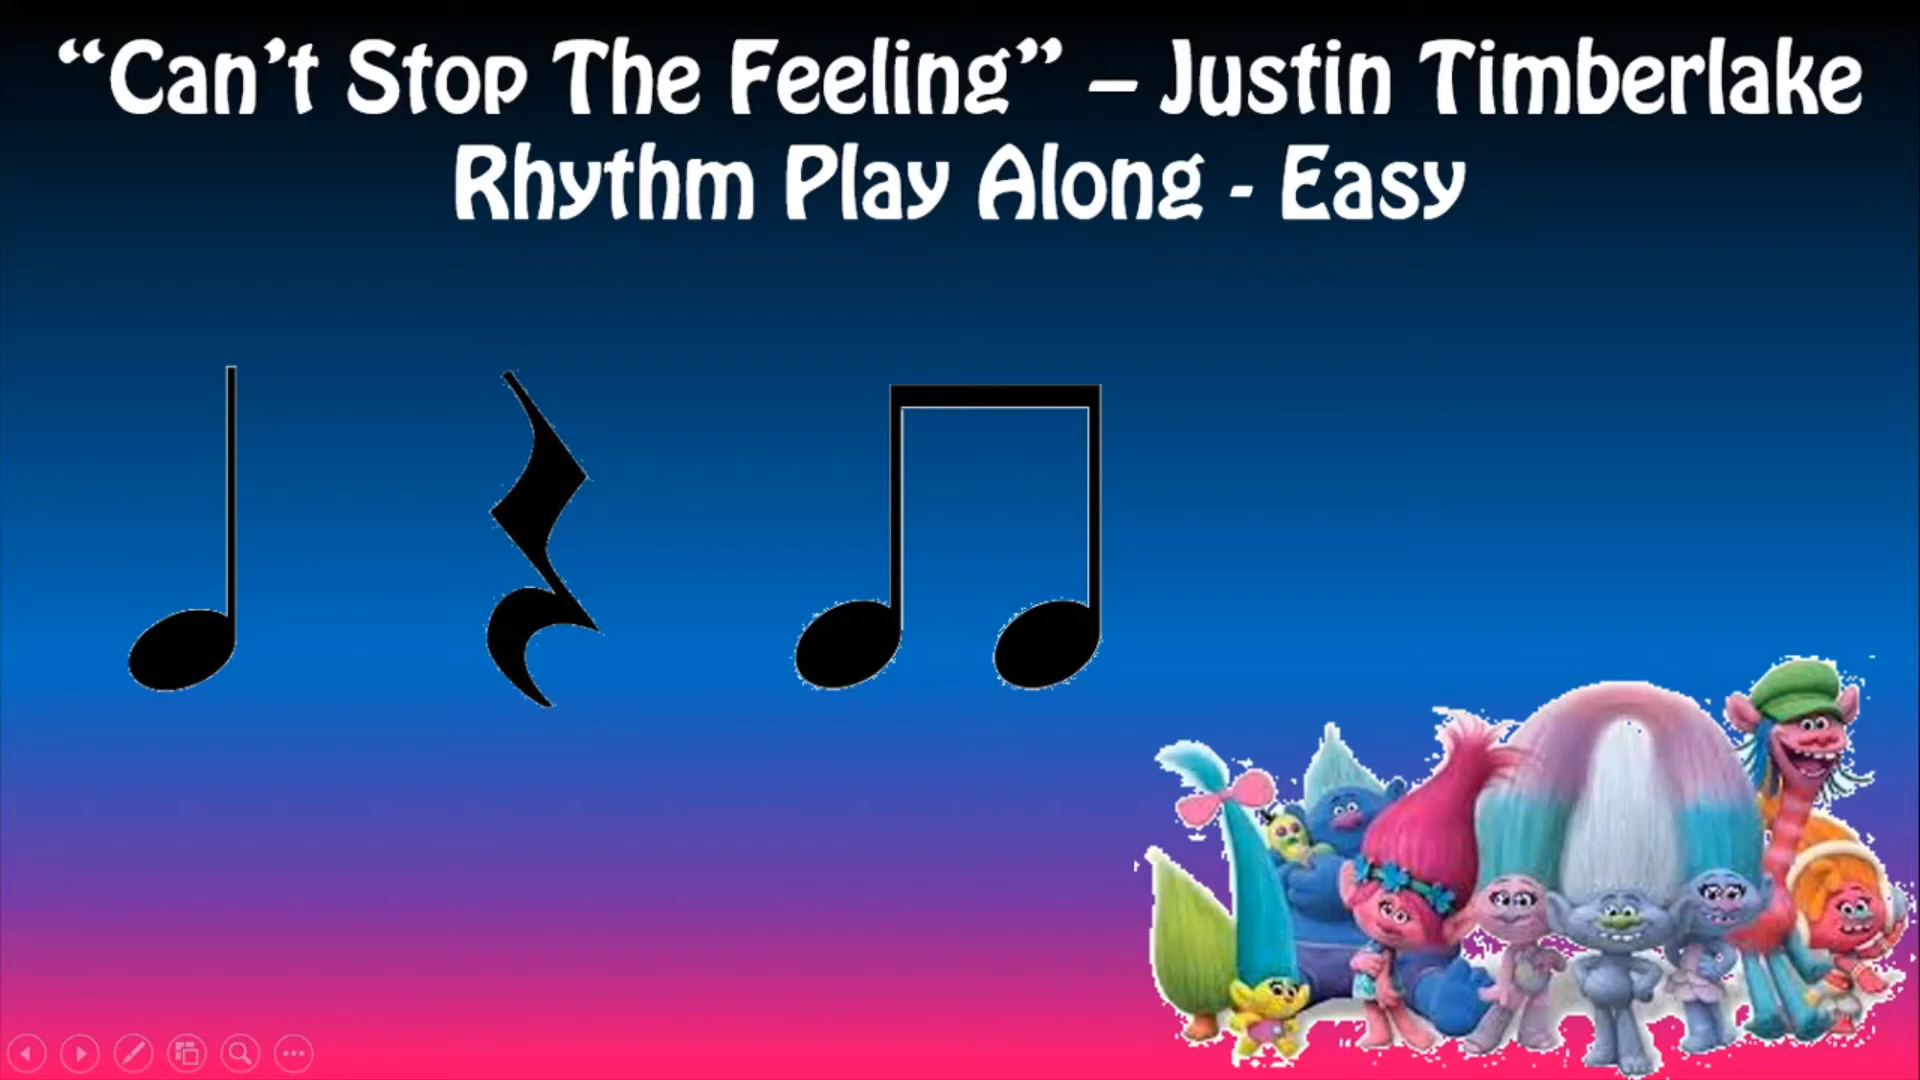 “Can’t Stop The Feeling” – Justin Timberlake
Rhythm Play Along - Easy